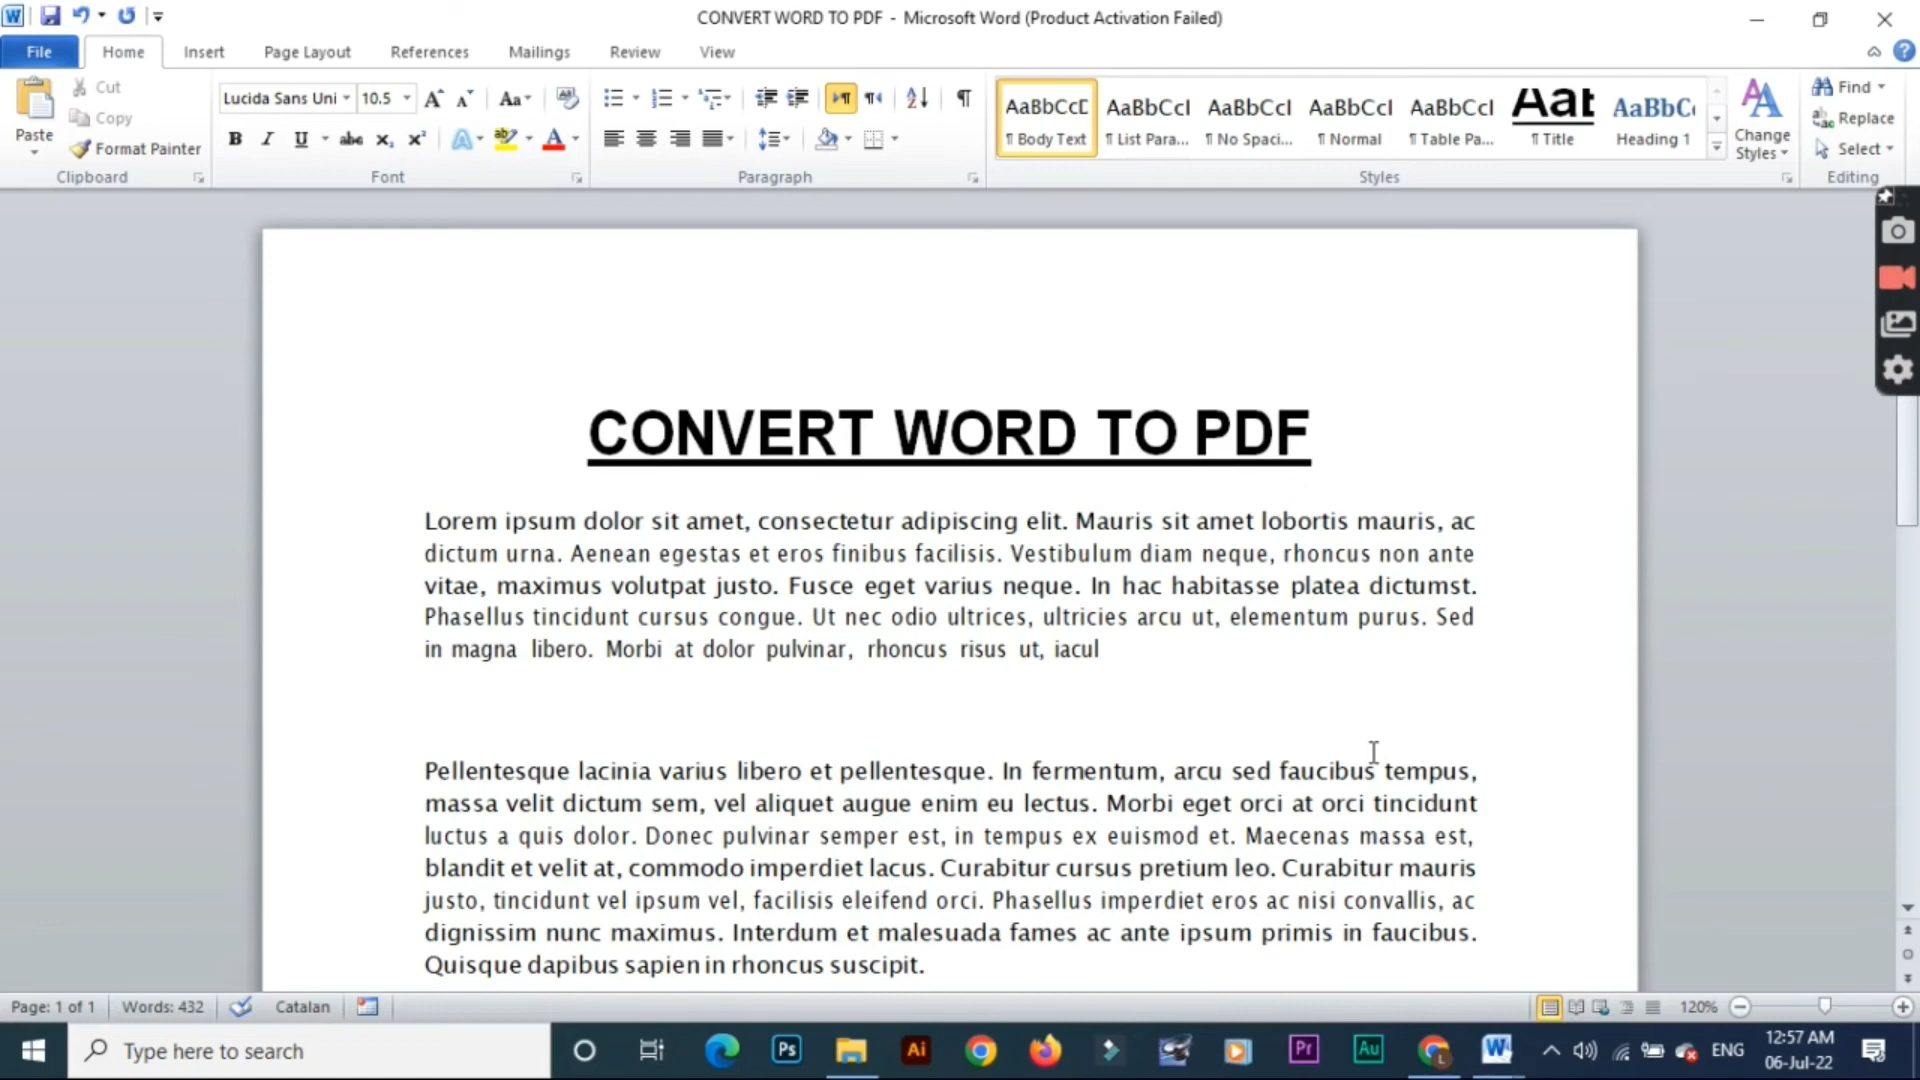 CONVERT WORD TO PDF - Microsoft Word (Product Activation Failed)
File Home Insert Page Layout References Mailings Review View
Paste
Cut
Copy
Format Painter
Clipboard
Lucida Sans Uni 10.5
Font
Paragraph
AaBbCcD AaBbCcI AaBbCcI AaBbCcI AaBbCcI Aab AaBbC
¶ Body Text ¶ List Para... ¶ No Spaci... ¶ Normal ¶ Table Pa... ¶ Title Heading 1
Change Styles
Styles
Find
Replace
Select
Editing
CONVERT WORD TO PDF
Lorem ipsum dolor sit amet, consectetur adipiscing elit. Mauris sit amet lobortis mauris, ac
dictum urna. Aenean egestas et eros finibus facilisis. Vestibulum diam neque, rhoncus non ante
vitae, maximus volutpat justo. Fusce eget varius neque. In hac habitasse platea dictumst.
Phasellus tincidunt cursus congue. Ut nec odio ultrices, ultricies arcu ut, elementum purus. Sed
in magna libero. Morbi at dolor pulvinar, rhoncus risus ut, iacul
Pellentesque lacinia varius libero et pellentesque. In fermentum, arcu sed faucibus tempus,
massa velit dictum sem, vel aliquet augue enim eu lectus. Morbi eget orci at orci tincidunt
luctus a quis dolor. Donec pulvinar semper est, in tempus ex euismod et. Maecenas massa est,
blandit et velit at, commodo imperdiet lacus. Curabitur cursus pretium leo. Curabitur mauris
justo, tincidunt vel ipsum vel, facilisis eleifend orci. Phasellus imperdiet eros ac nisi convallis, ac
dignissim nunc maximus. Interdum et malesuada fames ac ante ipsum primis in faucibus.
Quisque dapibus sapien in rhoncus suscipit.
Page: 1 of 1 Words: 432 Catalan 120%
Type here to search
Ps Ai Pr Au
ENG
12:57 AM
06-Jul-22